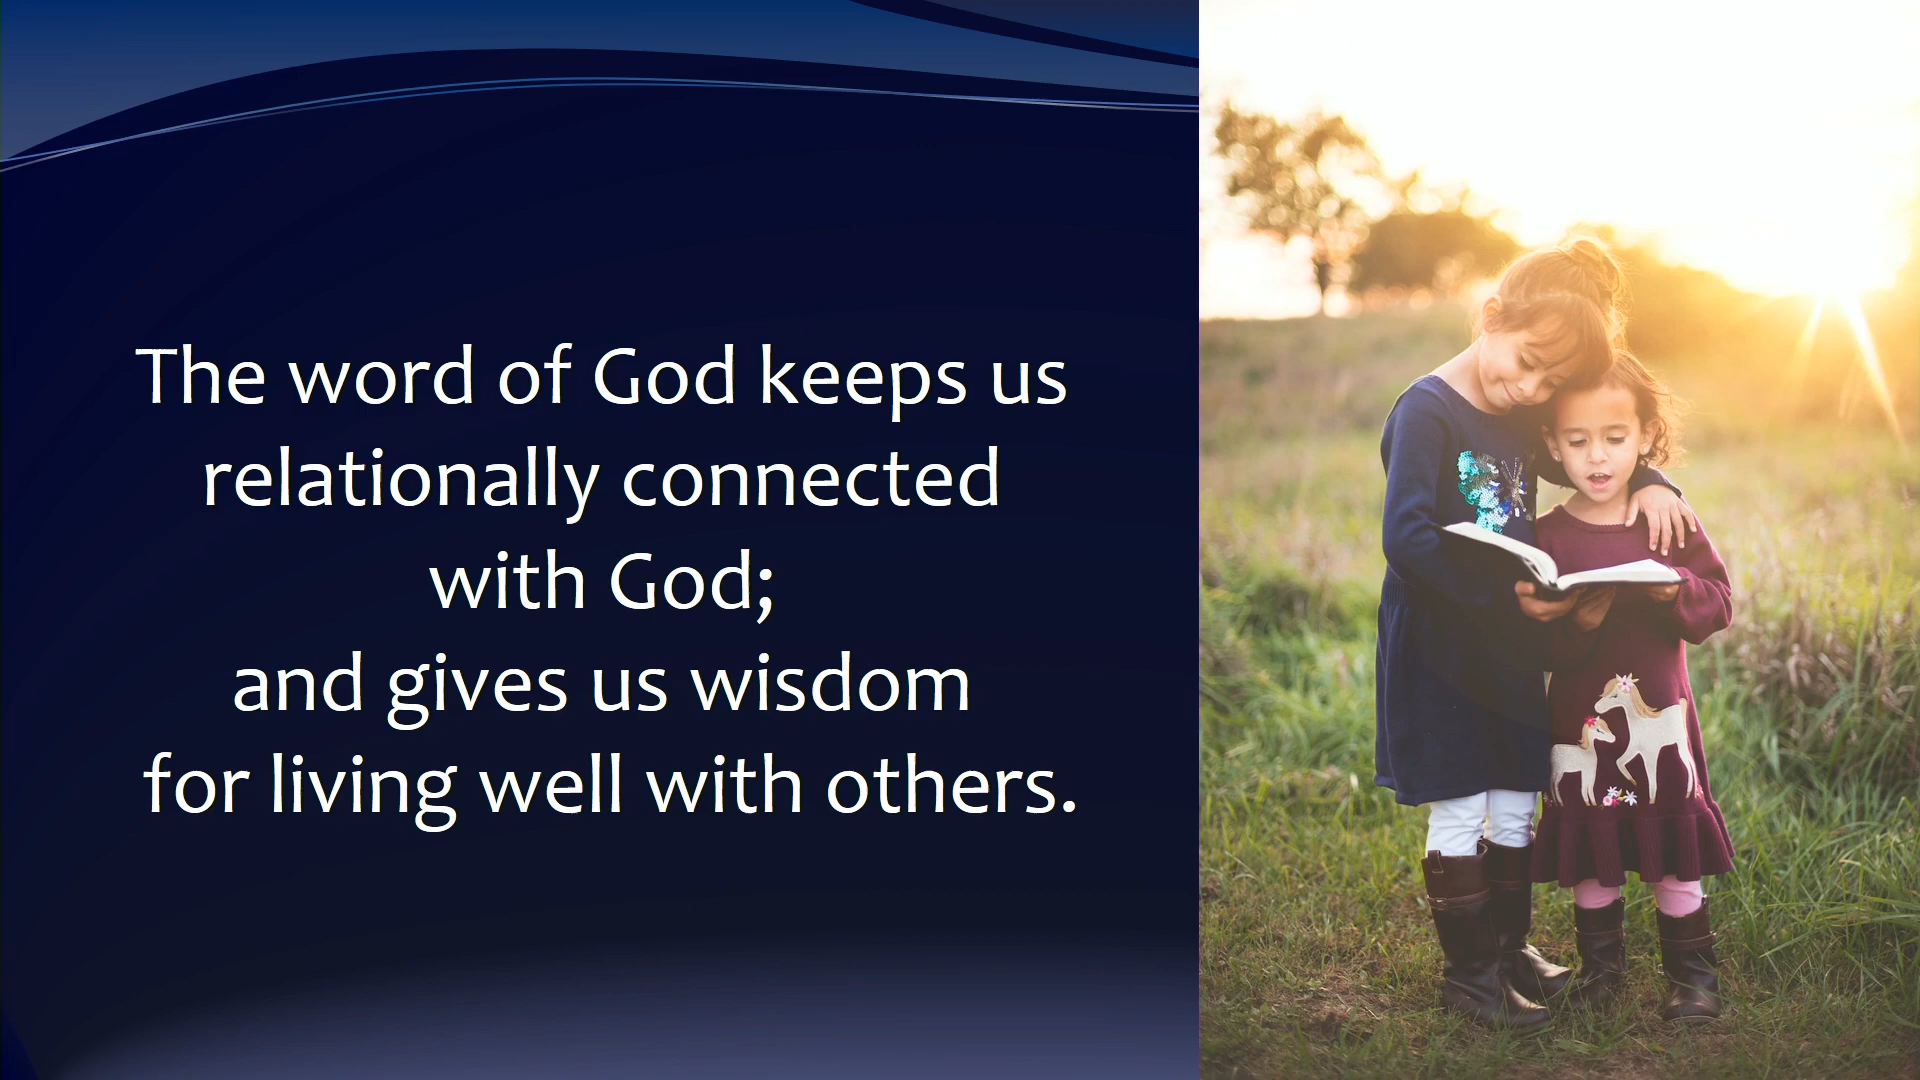 The word of God keeps us
relationally connected
with God;
and gives us wisdom
for living well with others.